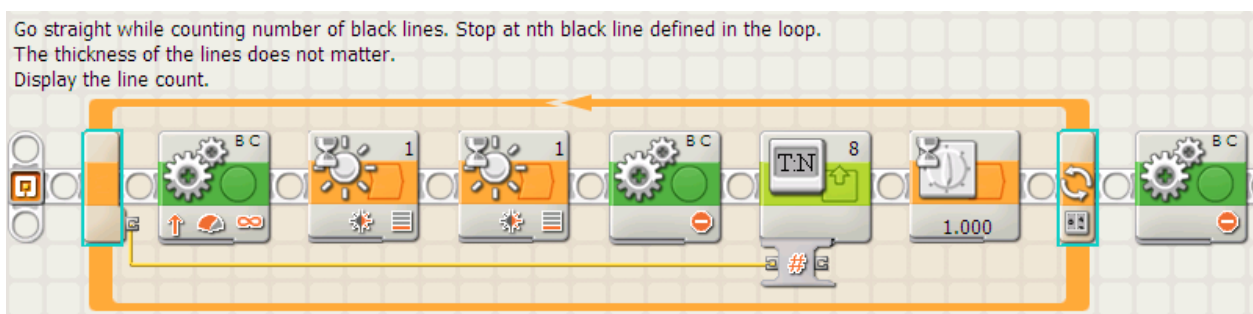 Go straight while counting number of black lines. Stop at nth black line defined in the loop.
The thickness of the lines does not matter.
Display the line count.
B C 1 1 B C T:N 8 B C
1.000
#